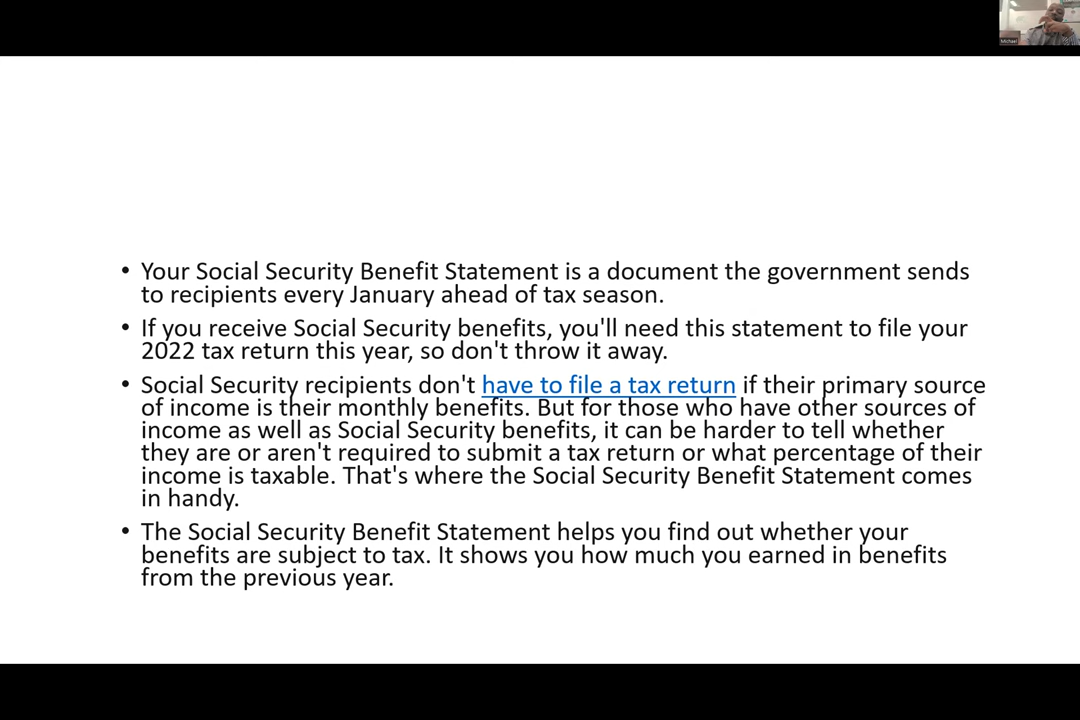 Michael
• Your Social Security Benefit Statement is a document the government sends
to recipients every January ahead of tax season.
• If you receive Social Security benefits, you'll need this statement to file your
2022 tax return this year, so don't throw it away.
• Social Security recipients don't have to file a tax return if their primary source
of income is their monthly benefits. But for those who have other sources of
income as well as Social Security benefits, it can be harder to tell whether
they are or aren't required to submit a tax return or what percentage of their
income is taxable. That's where the Social Security Benefit Statement comes
in handy.
• The Social Security Benefit Statement helps you find out whether your
benefits are subject to tax. It shows you how much you earned in benefits
from the previous year.